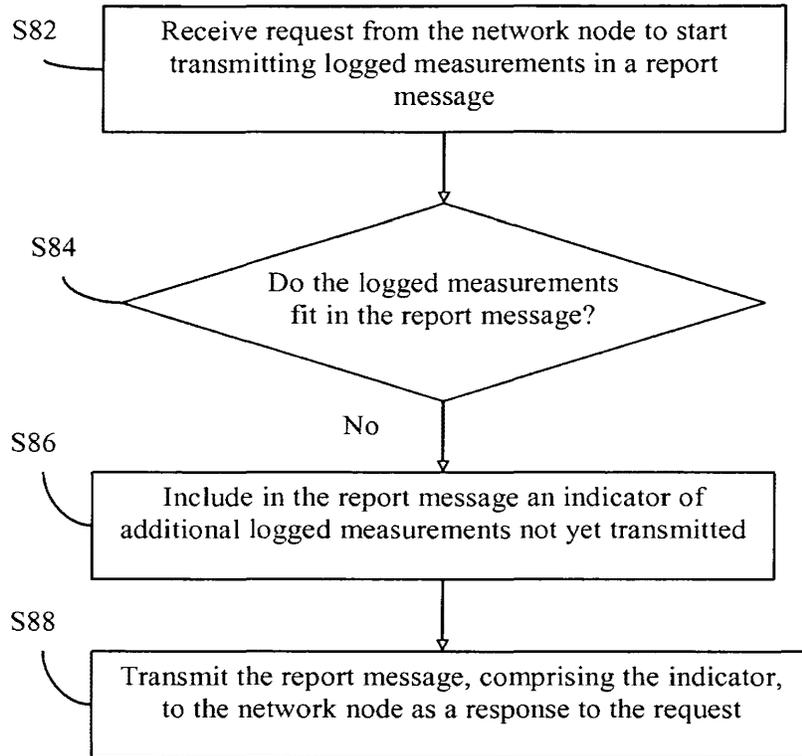 S82
Receive request from the network node to start
transmitting logged measurements in a report
message
S84
Do the logged measurements
fit in the report message?
No
S86
Include in the report message an indicator of
additional logged measurements not yet transmitted
S88
Transmit the report message, comprising the indicator,
to the network node as a response to the request